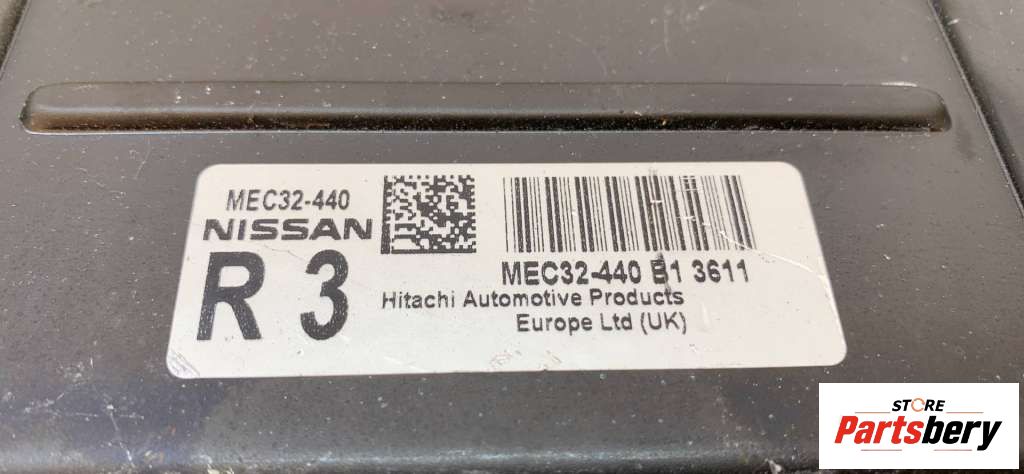 MEC32-440
NISSAN
R 3
MEC32-440 B1 3611
Hitachi Automotive Products
Europe Ltd (UK)
STORE
Partsbery